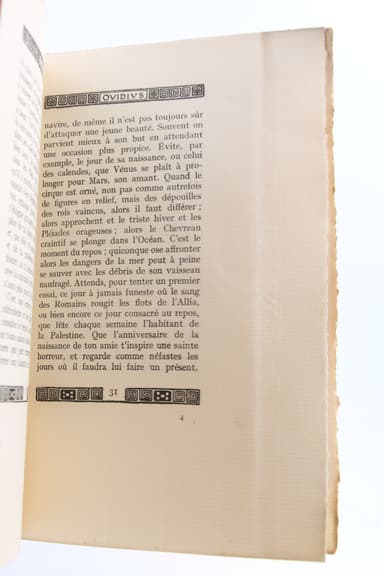 OVIDIVS
navire, de même il n'est pas toujours sûr
d'attaquer une jeune beauté. Souvent on
parvient mieux à son but en attendant
une occasion plus propice. Évite, par
exemple, le jour de sa naissance, ou celui
des calendes, que Vénus se plaît à pro-
longer pour Mars, son amant. Quand le
cirque est orné, non pas comme autrefois
de figures en relief, mais des dépouilles
des rois vaincus, alors il faut différer ;
alors approchent et le triste hiver et les
Pléiades orageuses ; alors le Chevreau
craintif se plonge dans l'Océan. C'est le
moment du repos ; quiconque ose affronter
alors les dangers de la mer peut à peine
se sauver avec les débris de son vaisseau
naufragé. Attends, pour tenter un premier
essai, ce jour à jamais funeste où le sang
des Romains rougit les flots de l'Allia,
ou bien encore ce jour consacré au repos,
que fête chaque semaine l'habitant de
la Palestine. Que l'anniversaire de la
naissance de ton amie t'inspire une sainte
horreur, et regarde comme néfastes les
jours où il faudra lui faire un présent.
31
4